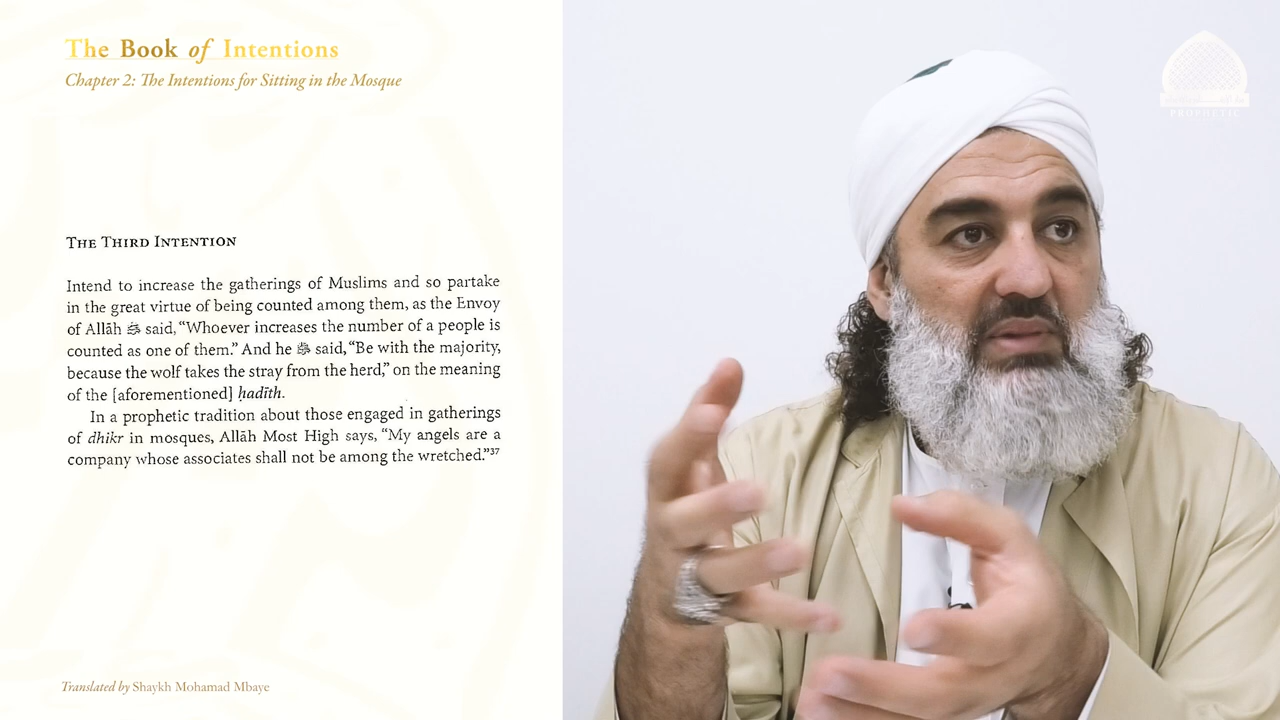 The Book of Intentions
Chapter 2: The Intentions for Sitting in the Mosque
The Third Intention
Intend to increase the gatherings of Muslims and so partake
in the great virtue of being counted among them, as the Envoy
of Allāh ﷺ said, “Whoever increases the number of a people is
counted as one of them.” And he ﷺ said, “Be with the majority,
because the wolf takes the stray from the herd,” on the meaning
of the [aforementioned] ḥadīth.
In a prophetic tradition about those engaged in gatherings
of dhikr in mosques, Allāh Most High says, “My angels are a
company whose associates shall not be among the wretched.”37
Translated by Shaykh Mohamad Mbaye
PROPHETIC